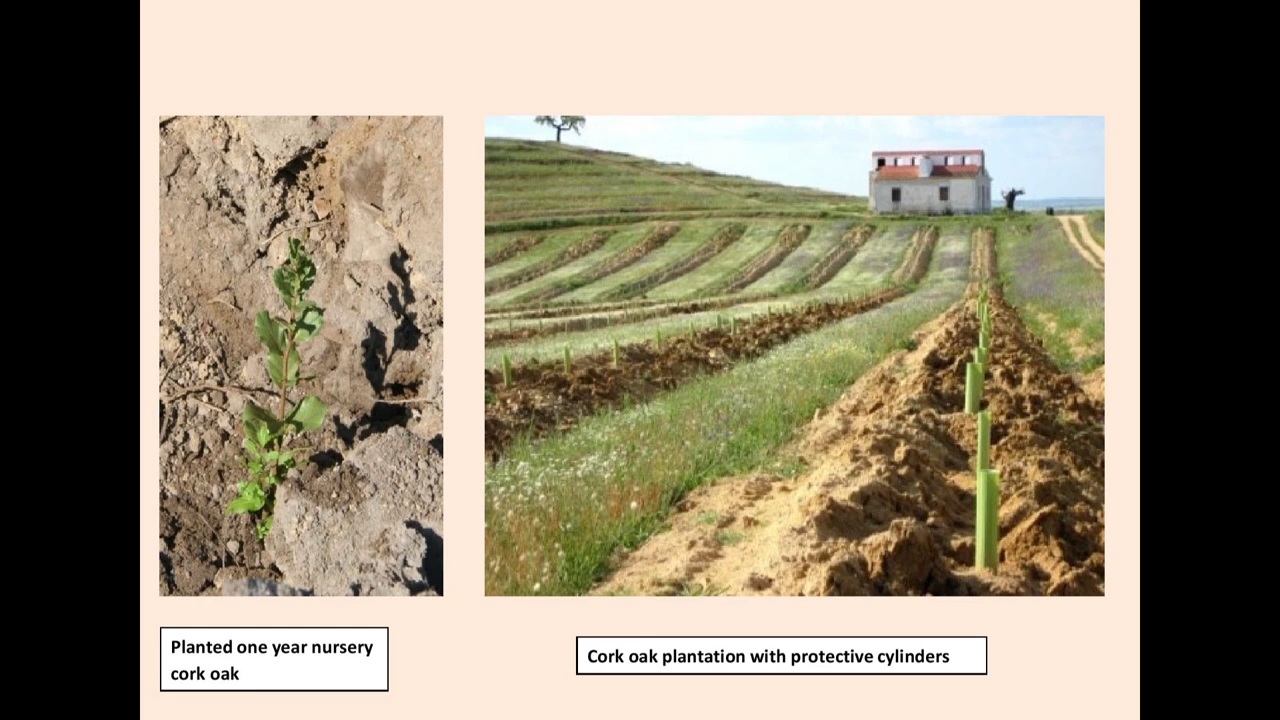 Planted one year nursery
cork oak
Cork oak plantation with protective cylinders